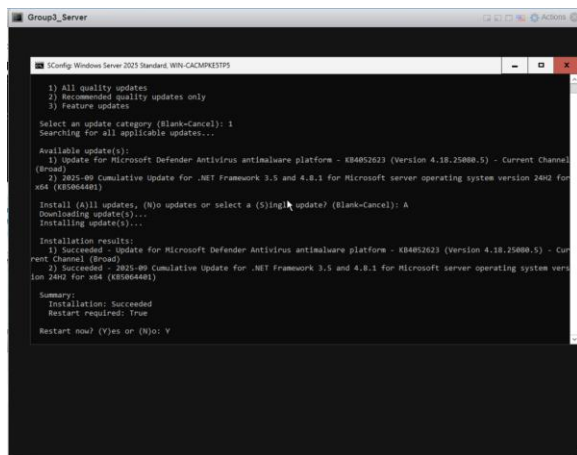 Group3_Server
Actions
SConfig: Windows Server 2025 Standard, WIN-CACMPKE5TP5
1) All quality updates
2) Recommended quality updates only
3) Feature updates
Select an update category (Blank=Cancel): 1
Searching for all applicable updates...
Available update(s):
1) Update for Microsoft Defender Antivirus antimalware platform - KB4052623 (Version 4.18.25080.5) - Current Channel
(Broad)
2) 2025-09 Cumulative Update for .NET Framework 3.5 and 4.8.1 for Microsoft server operating system version 24H2 for
x64 (KB5064401)
Install (A)ll updates, (N)o updates or select a (S)ingle update? (Blank=Cancel): A
Downloading update(s)...
Installing update(s)...
Installation results:
1) Succeeded - Update for Microsoft Defender Antivirus antimalware platform - KB4052623 (Version 4.18.25080.5) - Cur
rent Channel (Broad)
2) Succeeded - 2025-09 Cumulative Update for .NET Framework 3.5 and 4.8.1 for Microsoft server operating system vers
ion 24H2 for x64 (KB5064401)
Summary:
Installation: Succeeded
Restart required: True
Restart now? (Y)es or (N)o: Y